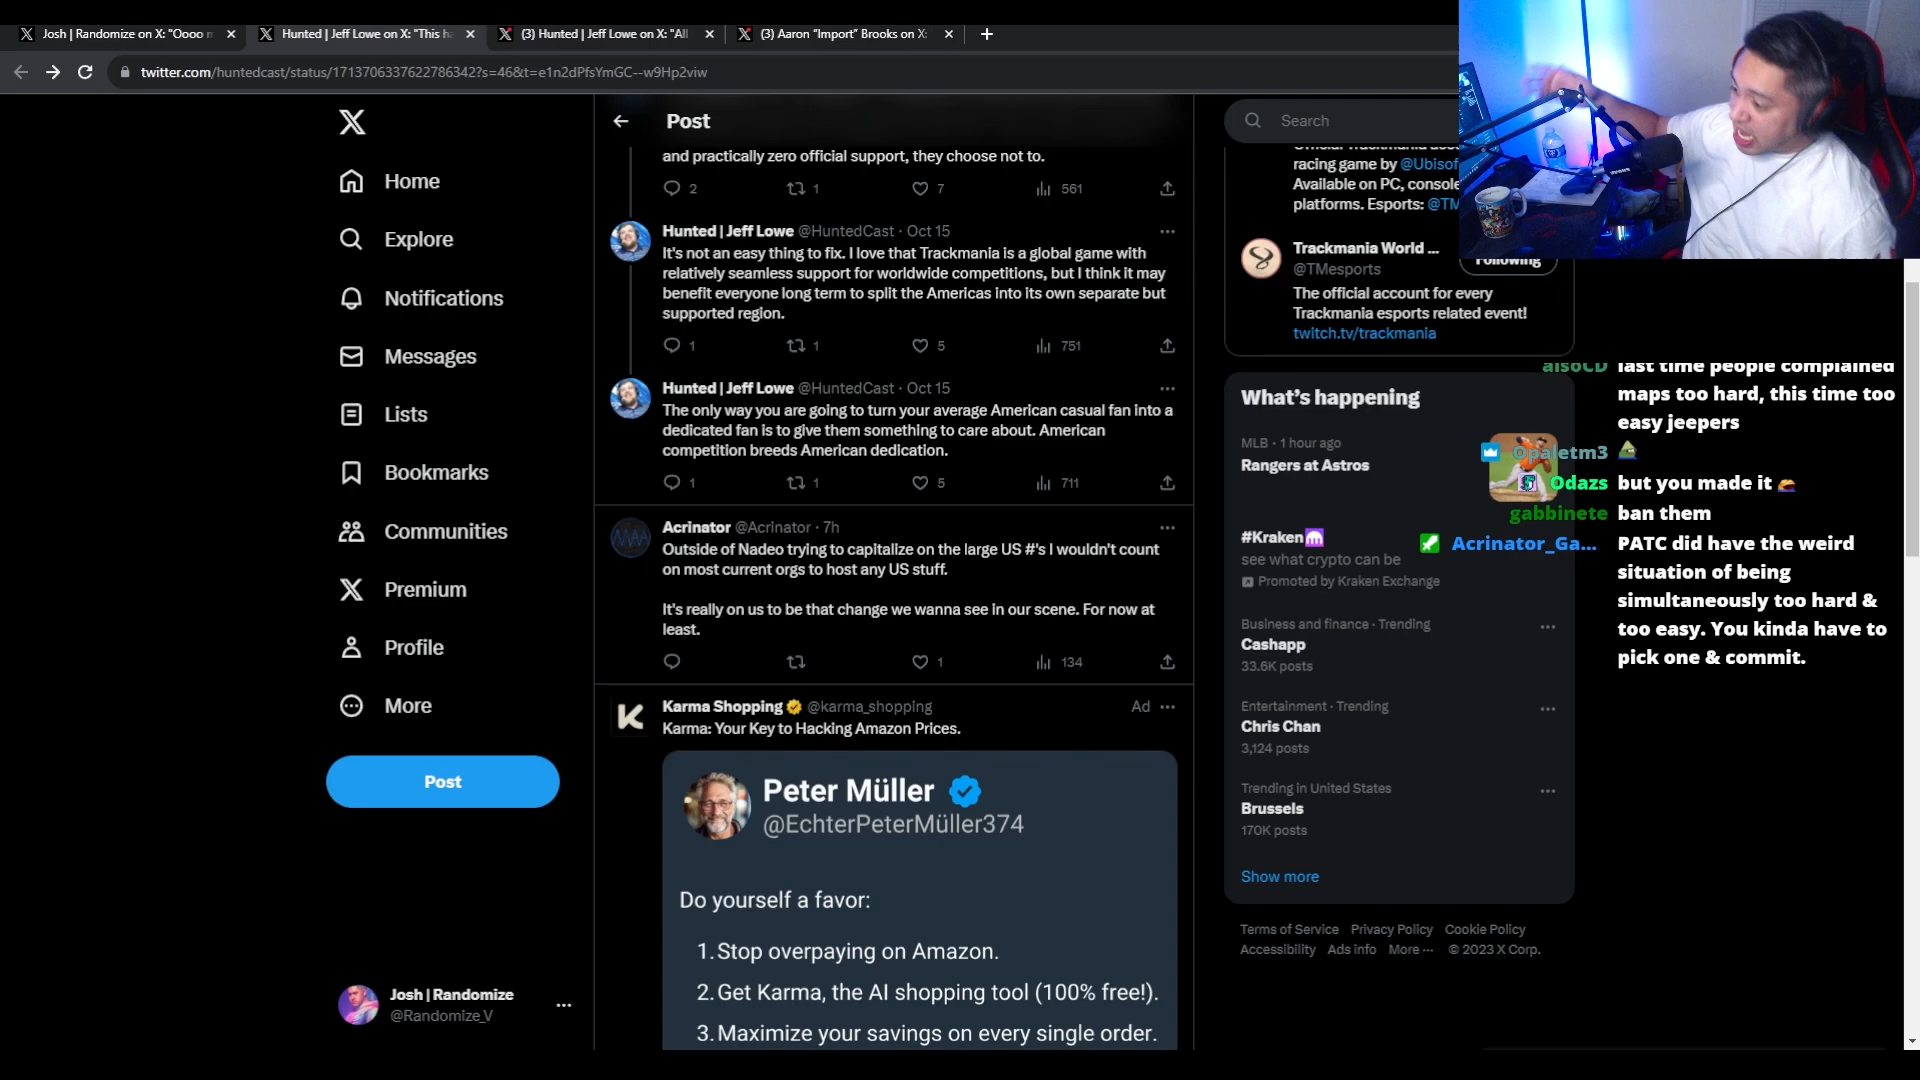 Josh | Randomize on X: "Oooo m
Hunted | Jeff Lowe on X: "This ha
(3) Hunted | Jeff Lowe on X: "All
(3) Aaron "Import" Brooks on X:
twitter.com/huntedcast/status/1713706337622786342?s=46&t=e1n2dPfsYmGC--w9Hp2viw
Home
Explore
Notifications
Messages
Lists
Bookmarks
Communities
Premium
Profile
More
Post
Josh | Randomize
@Randomize_V
Post
and practically zero official support, they choose not to.
2 1 7 561
Hunted | Jeff Lowe @HuntedCast · Oct 15
It's not an easy thing to fix. I love that Trackmania is a global game with
relatively seamless support for worldwide competitions, but I think it may
benefit everyone long term to split the Americas into its own separate but
supported region.
1 1 5 751
Hunted | Jeff Lowe @HuntedCast · Oct 15
The only way you are going to turn your average American casual fan into a
dedicated fan is to give them something to care about. American
competition breeds American dedication.
1 1 5 711
Acrinator @Acrinator · 7h
Outside of Nadeo trying to capitalize on the large US #'s I wouldn't count
on most current orgs to host any US stuff.
It's really on us to be that change we wanna see in our scene. For now at
least.
1 134
Karma Shopping @karma_shopping Ad
Karma: Your Key to Hacking Amazon Prices.
Peter Müller
@EchterPeterMüller374
Do yourself a favor:
1. Stop overpaying on Amazon.
2. Get Karma, the AI shopping tool (100% free!).
3. Maximize your savings on every single order.
Search
racing game by @Ubisof
Available on PC, console
platforms. Esports: @TM
Trackmania World ...
@TMesports
Following
The official account for every
Trackmania esports related event!
twitch.tv/trackmania
What's happening
MLB · 1 hour ago
Rangers at Astros
#Kraken
see what crypto can be
Promoted by Kraken Exchange
Business and finance · Trending
Cashapp
33.6K posts
Entertainment · Trending
Chris Chan
3,124 posts
Trending in United States
Brussels
170K posts
Show more
Terms of Service Privacy Policy Cookie Policy
Accessibility Ads info More ··· © 2023 X Corp.
alsoCD last time people complained
maps too hard, this time too
easy jeepers
Opaletm3
Odazs but you made it
gabbinete ban them
Acrinator_Ga... PATC did have the weird
situation of being
simultaneously too hard &
too easy. You kinda have to
pick one & commit.